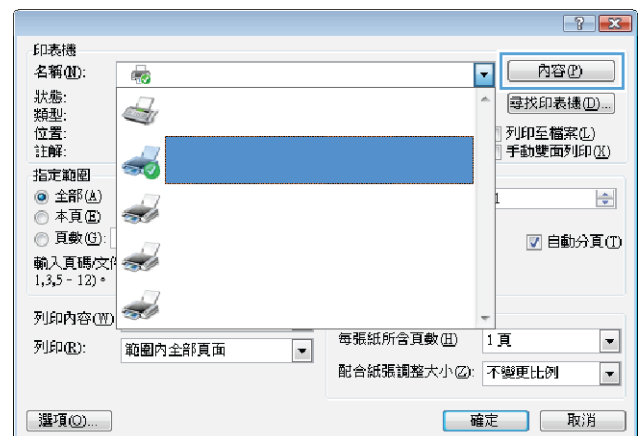 印表機
名稱(N):
內容(P)
狀態:
尋找印表機(D)...
類型:
位置:
列印至檔案(L)
註解:
手動雙面列印(X)
指定範圍
全部(A)
1
本頁(E)
頁數(G):
自動分頁(T)
輸入頁碼/文件
1,3,5 - 12)。
列印內容(W)
列印(R):
範圍內全部頁面
每張紙所含頁數(H)
1 頁
配合紙張調整大小(Z):
不變更比例
選項(O)...
確定
取消